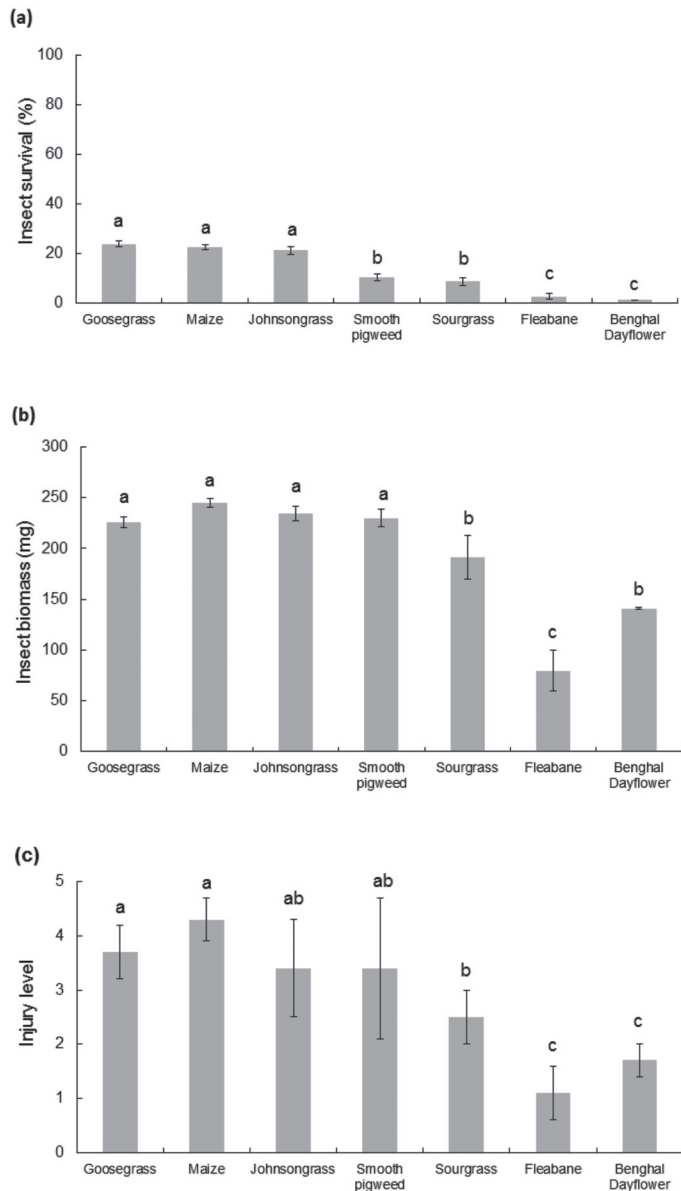 (a)
Insect survival (%)
100
80
60
40
20
0
a
a
a
b
b
c
c
Goosegrass
Maize
Johnsongrass
Smooth
pigweed
Sourgrass
Fleabane
Benghal
Dayflower
(b)
Insect biomass (mg)
300
250
200
150
100
50
0
a
a
a
a
b
c
b
Goosegrass
Maize
Johnsongrass
Smooth
pigweed
Sourgrass
Fleabane
Benghal
Dayflower
(c)
Injury level
5
4
3
2
1
0
a
a
ab
ab
b
c
c
Goosegrass
Maize
Johnsongrass
Smooth
pigweed
Sourgrass
Fleabane
Benghal
Dayflower